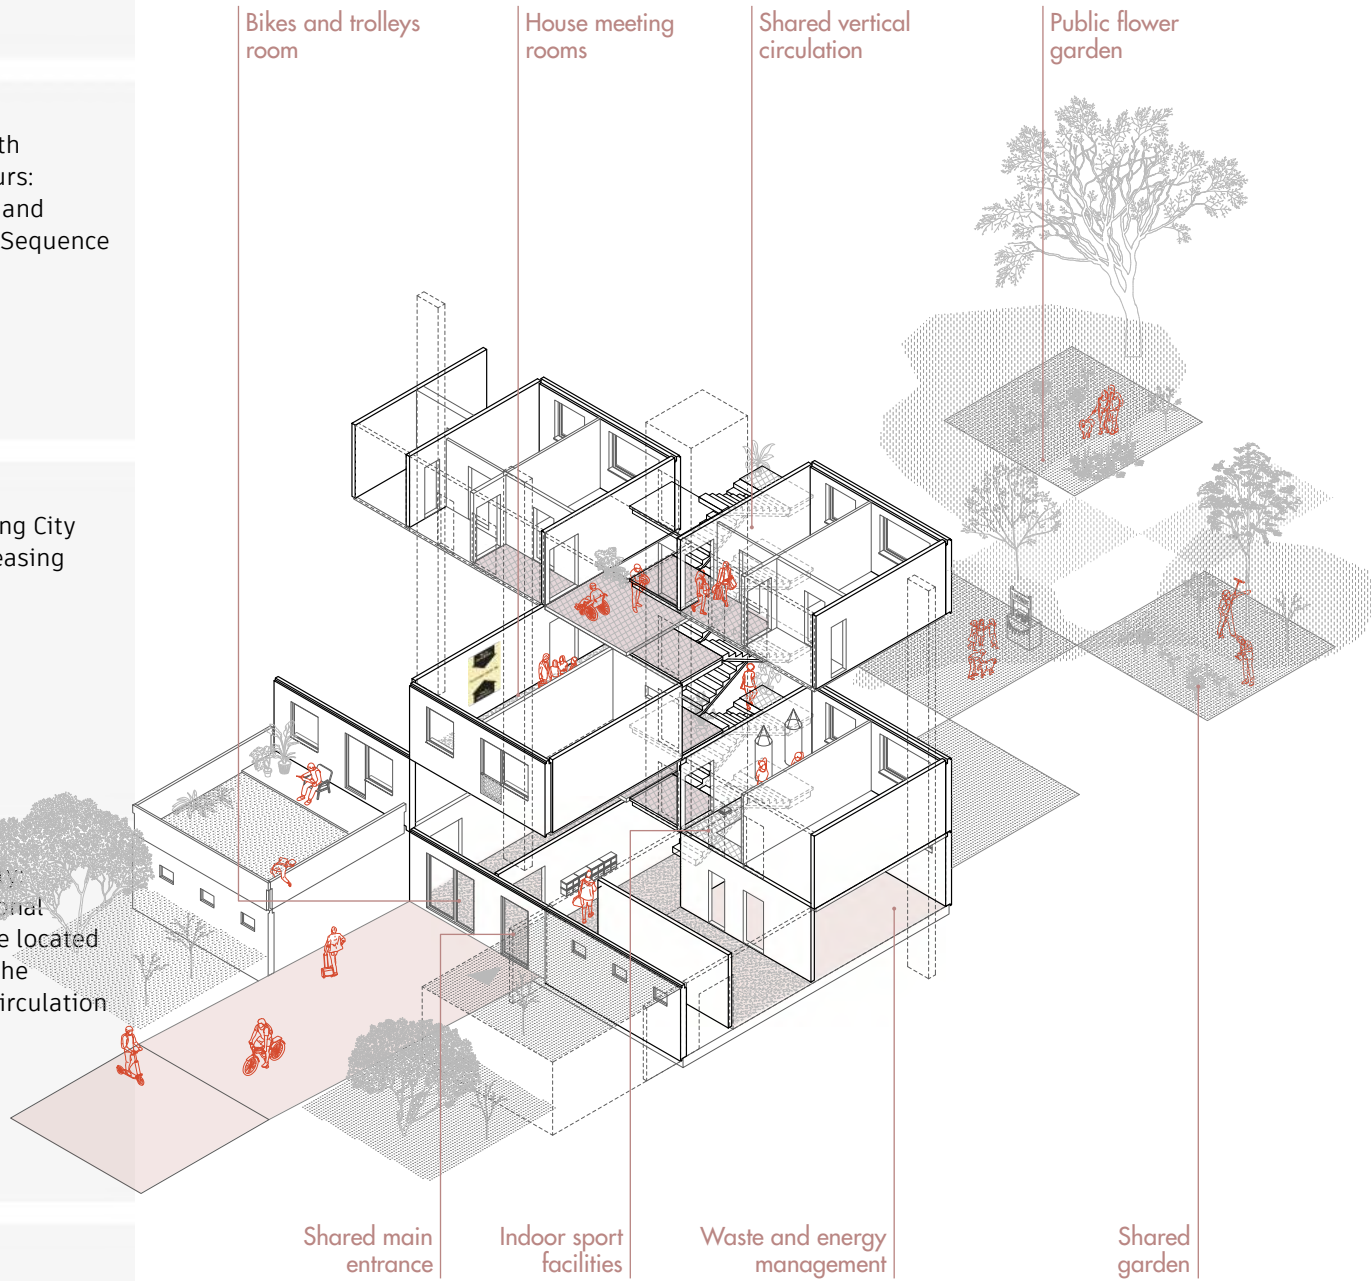 Bikes and trolleys
room
House meeting
rooms
Shared vertical
circulation
Public flower
garden
th
urs:
and
Sequence
ng City
easing
y:
onal
e located
he
irculation
Shared main
entrance
Indoor sport
facilities
Waste and energy
management
Shared
garden